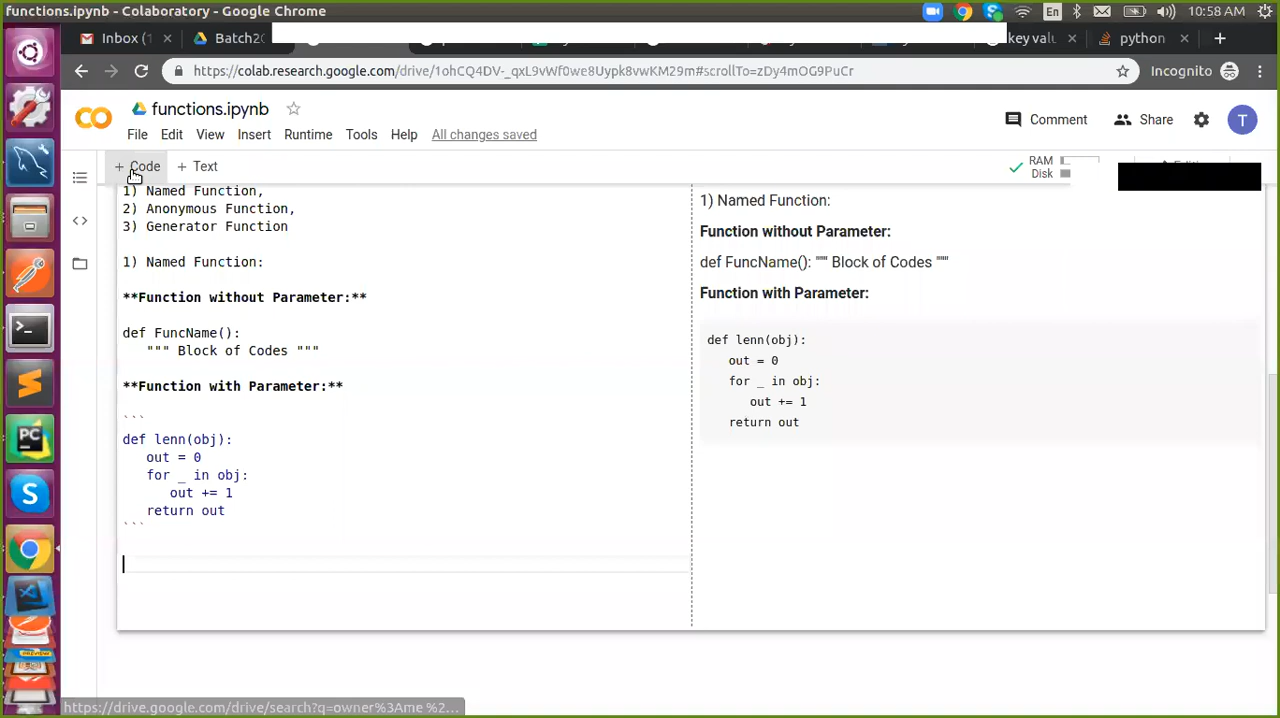 functions.ipynb - Colaboratory - Google Chrome
En
10:58 AM
Inbox (1
Batch2
key valu
python
https://colab.research.google.com/drive/1ohCQ4DV-_qxL9vWf0we8Uypk8vwKM29m#scrollTo=zDy4mOG9PuCr
Incognito
functions.ipynb
Comment
Share
T
File Edit View Insert Runtime Tools Help All changes saved
+ Code + Text
RAM
Disk
1) Named Function,
2) Anonymous Function,
3) Generator Function
1) Named Function:
**Function without Parameter:**
def FuncName():
""" Block of Codes """
**Function with Parameter:**
```
def lenn(obj):
out = 0
for _ in obj:
out += 1
return out
```
1) Named Function:
Function without Parameter:
def FuncName(): """ Block of Codes """
Function with Parameter:
def lenn(obj):
out = 0
for _ in obj:
out += 1
return out
https://drive.google.com/drive/search?q=owner%3Ame %2...